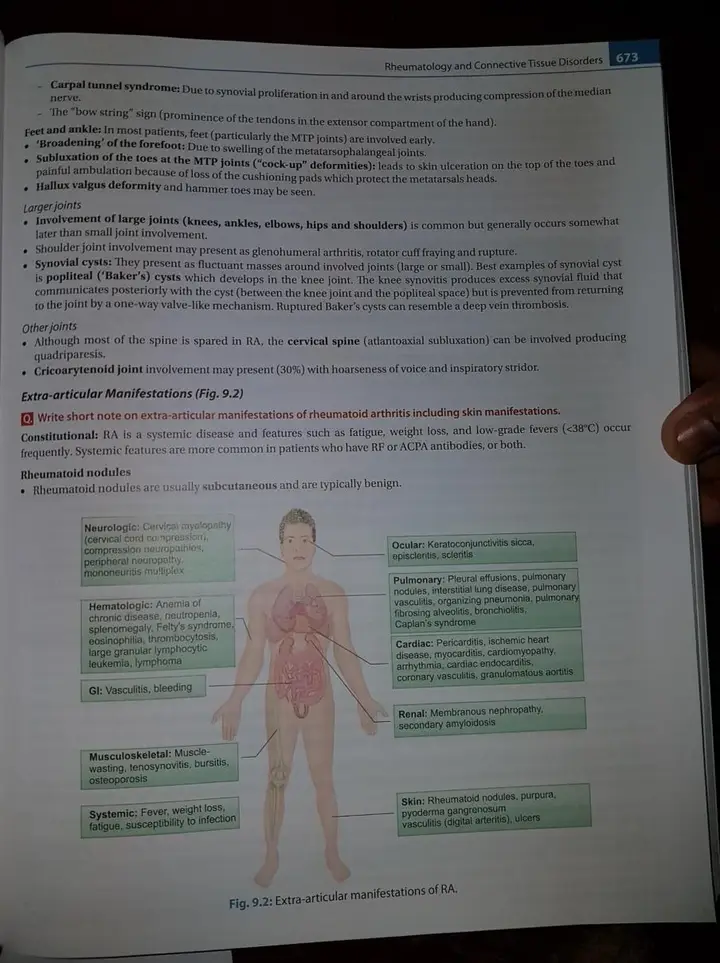 Rheumatology and Connective Tissue Disorders 673
– Carpal tunnel syndrome: Due to synovial proliferation in and around the wrists producing compression of the median
nerve.
– The "bow string" sign (prominence of the tendons in the extensor compartment of the hand).
Feet and ankle: In most patients, feet (particularly the MTP joints) are involved early.
• 'Broadening' of the forefoot: Due to swelling of the metatarsophalangeal joints.
• Subluxation of the toes at the MTP joints ("cock-up" deformities): leads to skin ulceration on the top of the toes and
painful ambulation because of loss of the cushioning pads which protect the metatarsals heads.
• Hallux valgus deformity and hammer toes may be seen.
Larger joints
• Involvement of large joints (knees, ankles, elbows, hips and shoulders) is common but generally occurs somewhat
later than small joint involvement.
• Shoulder joint involvement may present as glenohumeral arthritis, rotator cuff fraying and rupture.
• Synovial cysts: They present as fluctuant masses around involved joints (large or small). Best examples of synovial cyst
is popliteal ('Baker's) cysts which develops in the knee joint. The knee synovitis produces excess synovial fluid that
communicates posteriorly with the cyst (between the knee joint and the popliteal space) but is prevented from returning
to the joint by a one-way valve-like mechanism. Ruptured Baker's cysts can resemble a deep vein thrombosis.
Other joints
• Although most of the spine is spared in RA, the cervical spine (atlantoaxial subluxation) can be involved producing
quadriparesis.
• Cricoarytenoid joint involvement may present (30%) with hoarseness of voice and inspiratory stridor.
Extra-articular Manifestations (Fig. 9.2)
Q Write short note on extra-articular manifestations of rheumatoid arthritis including skin manifestations.
Constitutional: RA is a systemic disease and features such as fatigue, weight loss, and low-grade fevers (<38°C) occur
frequently. Systemic features are more common in patients who have RF or ACPA antibodies, or both.
Rheumatoid nodules
• Rheumatoid nodules are usually subcutaneous and are typically benign.
Neurologic: Cervical myelopathy
(cervical cord compression),
compression neuropathies,
peripheral neuropathy,
mononeuritis multiplex
Hematologic: Anemia of
chronic disease, neutropenia,
splenomegaly, Felty's syndrome,
eosinophilia, thrombocytosis,
large granular lymphocytic
leukemia, lymphoma
GI: Vasculitis, bleeding
Musculoskeletal: Muscle-
wasting, tenosynovitis, bursitis,
osteoporosis
Systemic: Fever, weight loss,
fatigue, susceptibility to infection
Ocular: Keratoconjunctivitis sicca,
episcleritis, scleritis
Pulmonary: Pleural effusions, pulmonary
nodules, interstitial lung disease, pulmonary
vasculitis, organizing pneumonia, pulmonary
fibrosing alveolitis, bronchiolitis,
Caplan's syndrome
Cardiac: Pericarditis, ischemic heart
disease, myocarditis, cardiomyopathy,
arrhythmia, cardiac endocarditis,
coronary vasculitis, granulomatous aortitis
Renal: Membranous nephropathy,
secondary amyloidosis
Skin: Rheumatoid nodules, purpura,
pyoderma gangrenosum
vasculitis (digital arteritis), ulcers
Fig. 9.2: Extra-articular manifestations of RA.